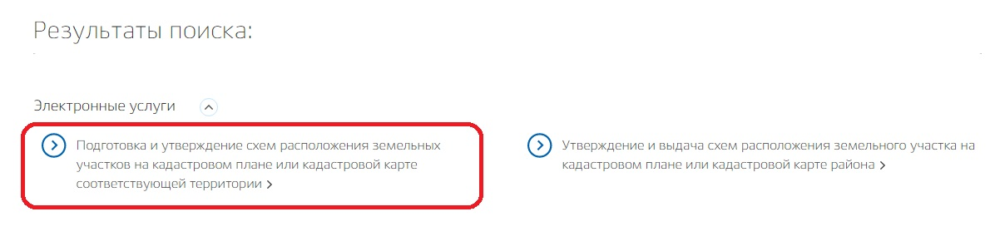 Результаты поиска:
Электронные услуги
Подготовка и утверждение схем расположения земельных
участков на кадастровом плане или кадастровой карте
соответствующей территории
Утверждение и выдача схем расположения земельного участка на
кадастровом плане или кадастровой карте района